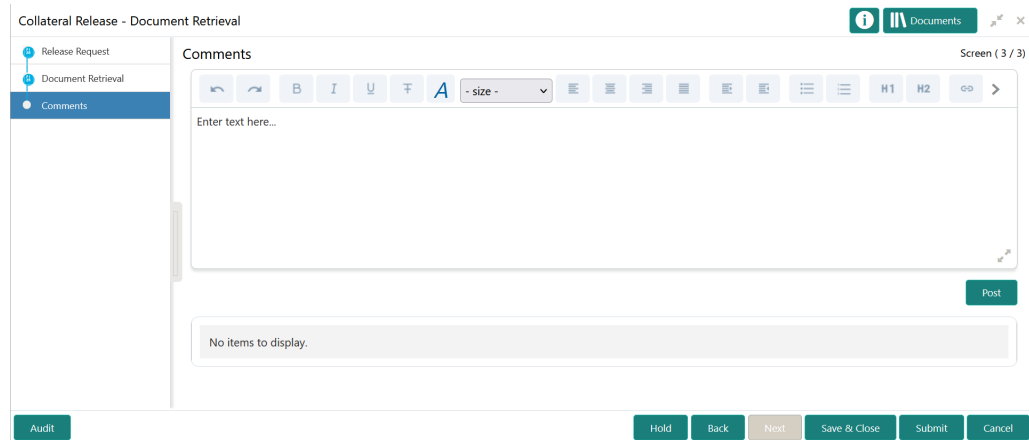 Collateral Release - Document Retrieval
Documents
Release Request
Document Retrieval
Comments
Comments
Screen ( 3 / 3)
B I U T A - size - H1 H2
Enter text here...
Post
No items to display.
Audit
Hold Back Next Save & Close Submit Cancel